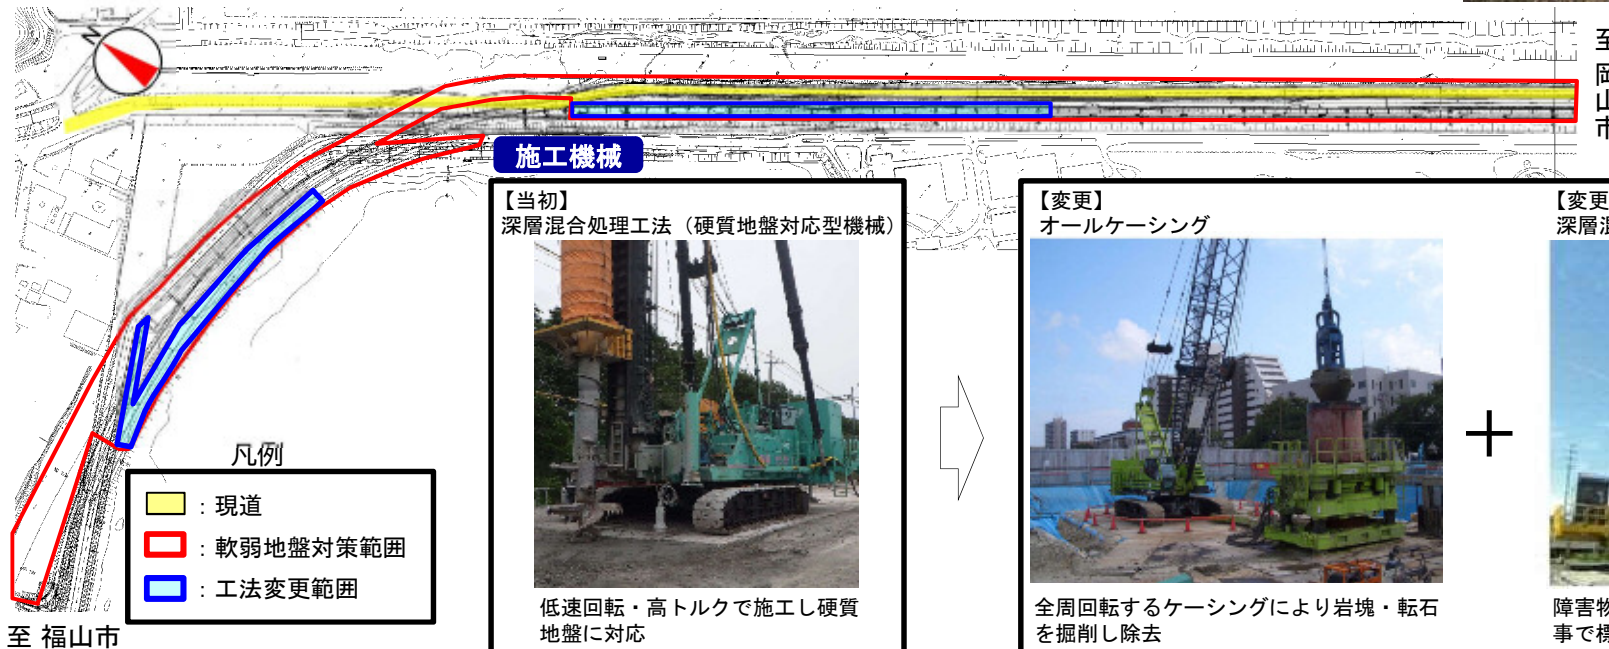 N
至
岡
山
市
施工機械
【当初】
深層混合処理工法（硬質地盤対応型機械）
低速回転・高トルクで施工し硬質
地盤に対応
【変更】
オールケーシング
全周回転するケーシングにより岩塊・転石
を掘削し除去
＋
【変更
深層混
障害物
事で標
凡例
：現道
：軟弱地盤対策範囲
：工法変更範囲
至 福山市